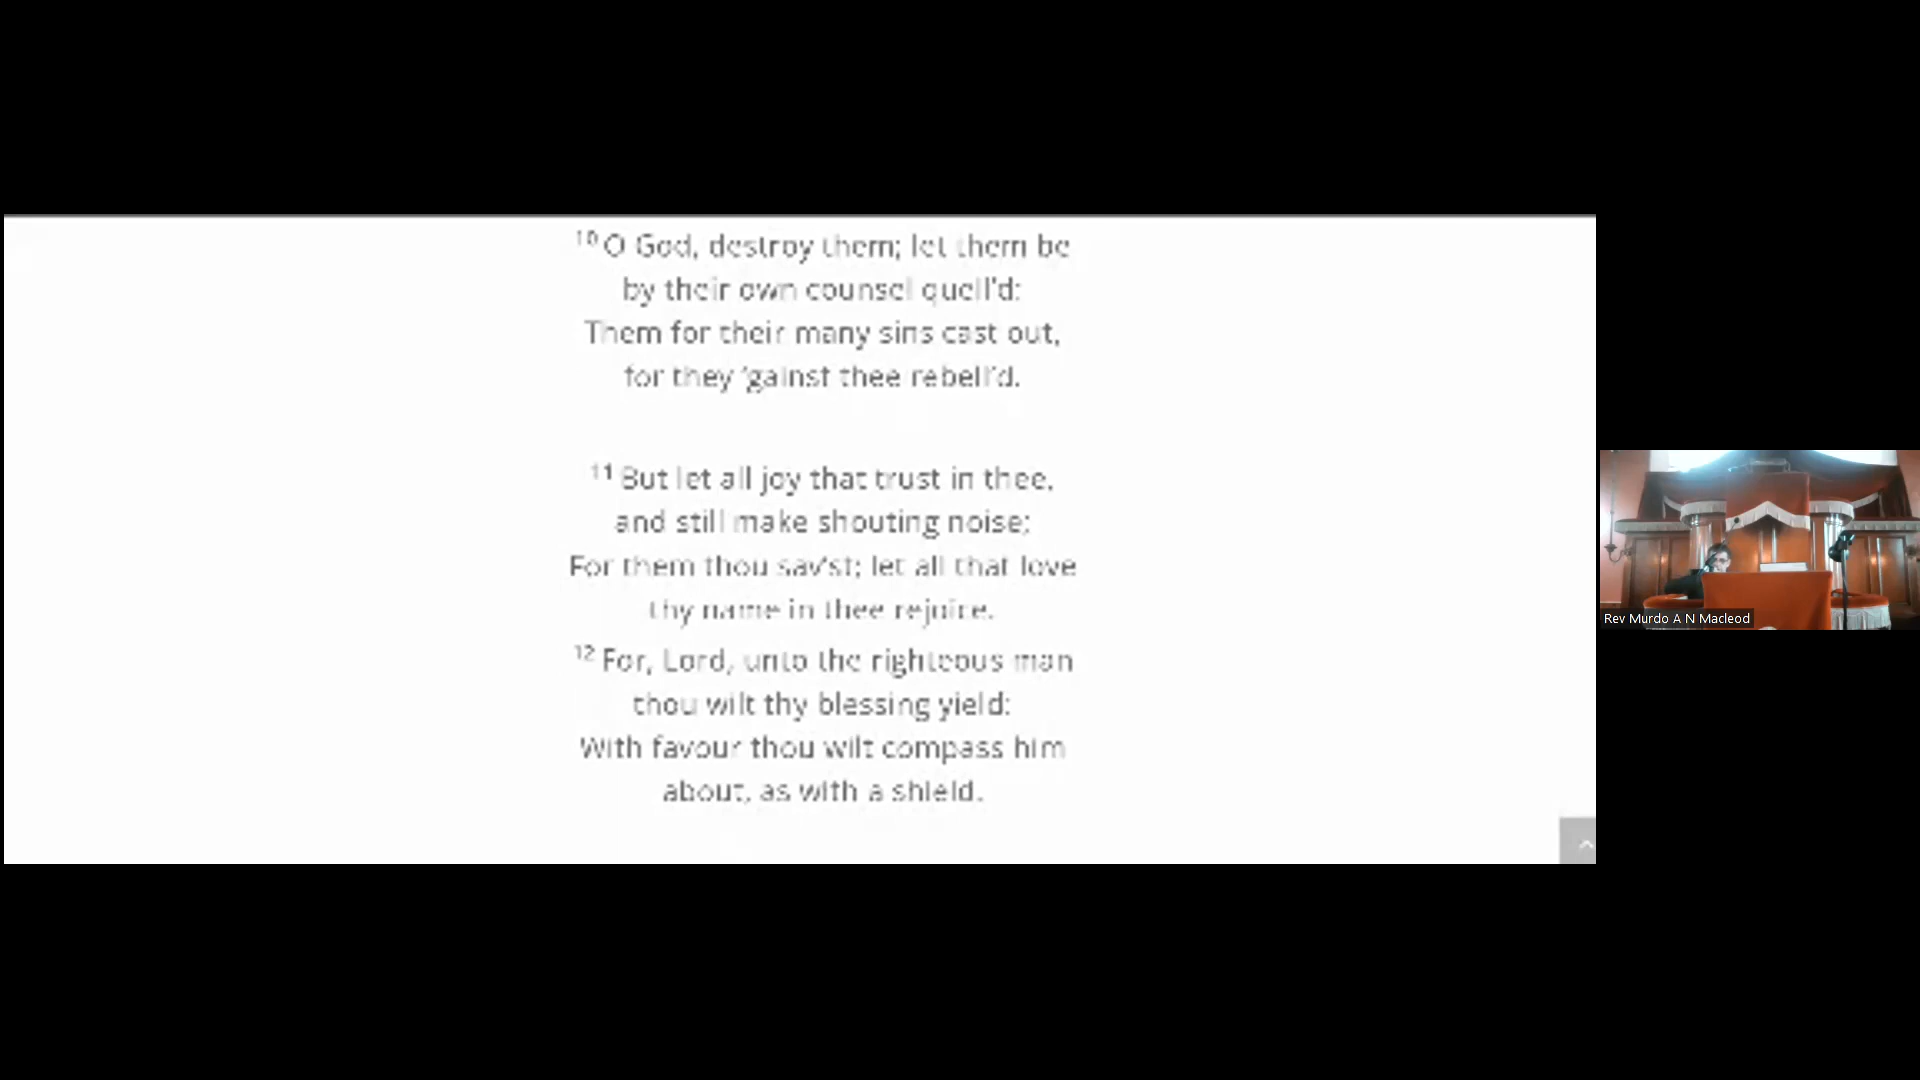 10 O God, destroy them; let them be
by their own counsel quell'd:
Them for their many sins cast out,
for they 'gainst thee rebell'd.
11 But let all joy that trust in thee,
and still make shouting noise;
For them thou sav'st; let all that love
thy name in thee rejoice.
12 For, Lord, unto the righteous man
thou wilt thy blessing yield:
With favour thou wilt compass him
about, as with a shield.
Rev Murdo A N Macleod